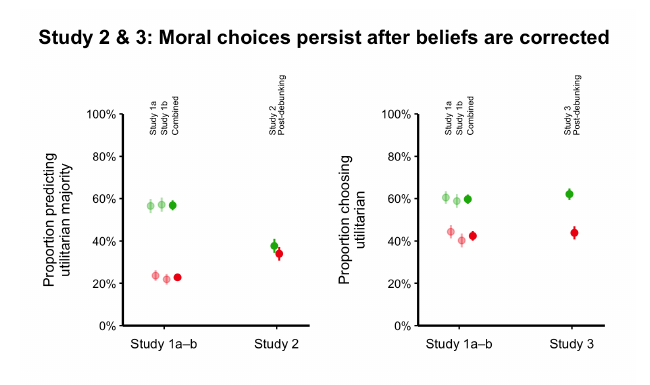 Study 2 & 3: Moral choices persist after beliefs are corrected
Proportion predicting
utilitarian majority
100%
80%
60%
40%
20%
0%
Study 1a
Study 1b
Combined
Study 2
Post-debunking
Study 1a–b
Study 2
Proportion choosing
utilitarian
100%
80%
60%
40%
20%
0%
Study 1a
Study 1b
Combined
Study 3
Post-debunking
Study 1a–b
Study 3